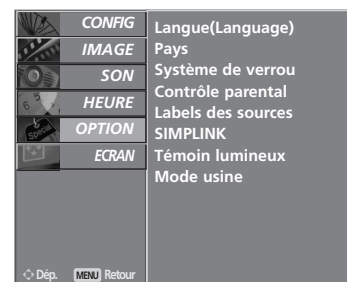 CONFIG
IMAGE
SON
HEURE
OPTION
ECRAN
Dép. MENU Retour
Langue(Language)
Pays
Système de verrou
Contrôle parental
Labels des sources
SIMPLINK
Témoin lumineux
Mode usine